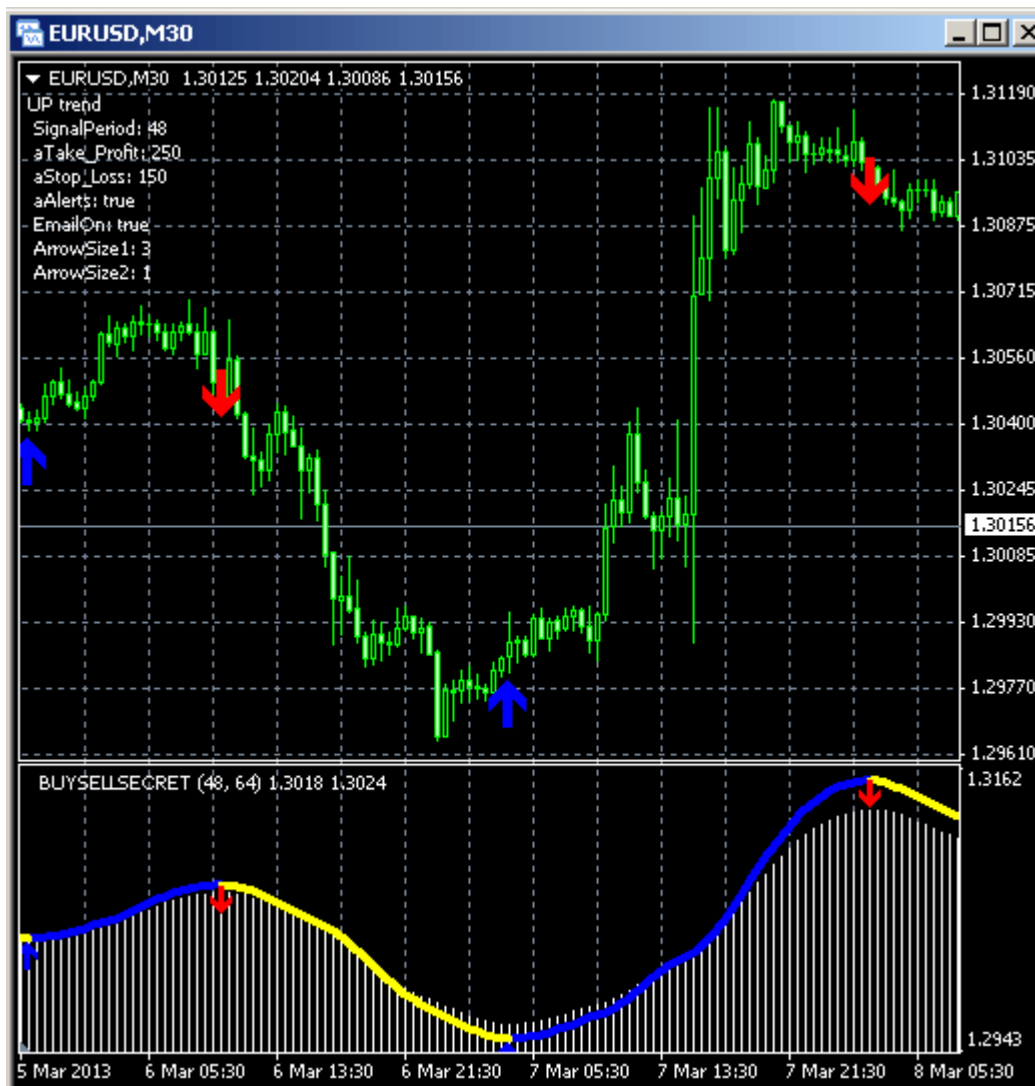 EURUSD,M30
EURUSD,M30 1.30125 1.30204 1.30086 1.30156
UP trend
SignalPeriod: 48
aTake_Profit: 250
aStop_Loss: 150
aAlerts: true
EmailOn: true
ArrowSize1: 3
ArrowSize2: 1
1.31190
1.31035
1.30875
1.30715
1.30560
1.30400
1.30245
1.30156
1.30085
1.29930
1.29770
1.29610
BUYSELLSECRET (48, 64) 1.3018 1.3024
1.3162
1.2943
5 Mar 2013 6 Mar 05:30 6 Mar 13:30 6 Mar 21:30 7 Mar 05:30 7 Mar 13:30 7 Mar 21:30 8 Mar 05:30